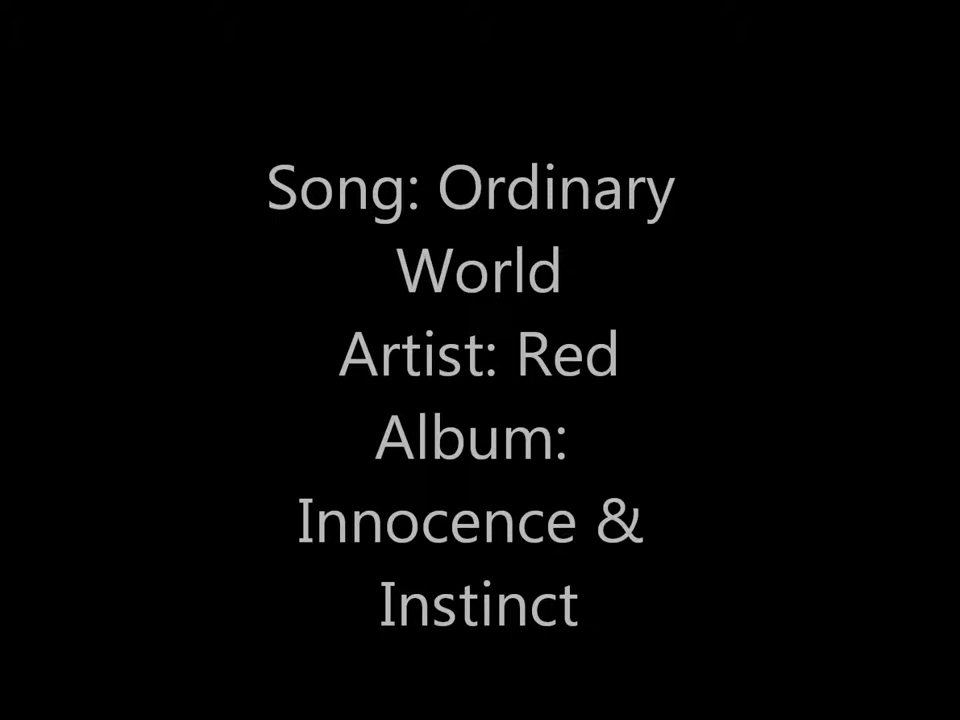 Song: Ordinary
World
Artist: Red
Album:
Innocence &
Instinct